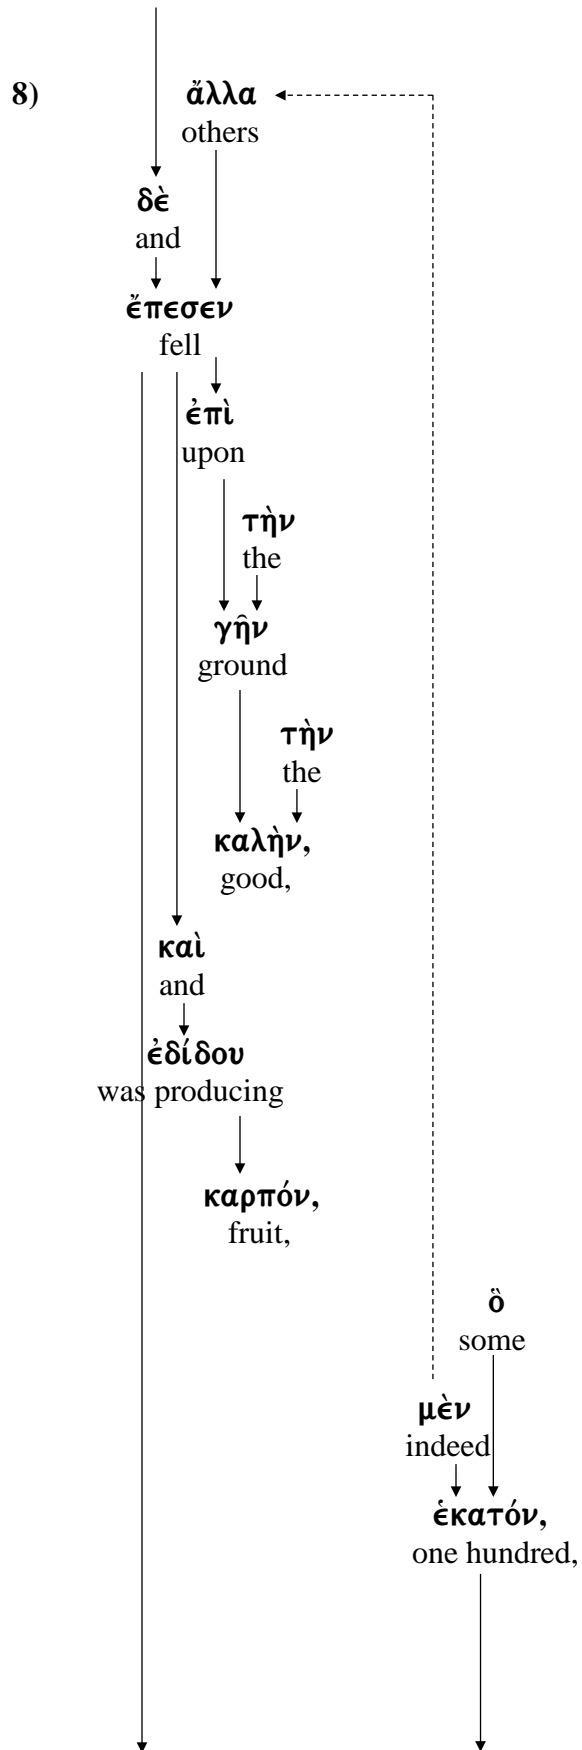 8)
ἄλλα
others
δὲ
and
ἔπεσεν
fell
ἐπὶ
upon
τὴν
the
γῆν
ground
τὴν
the
καλὴν,
good,
καὶ
and
ἐδίδου
was producing
καρπόν,
fruit,
ὃ
some
μὲν
indeed
ἑκατόν,
one hundred,